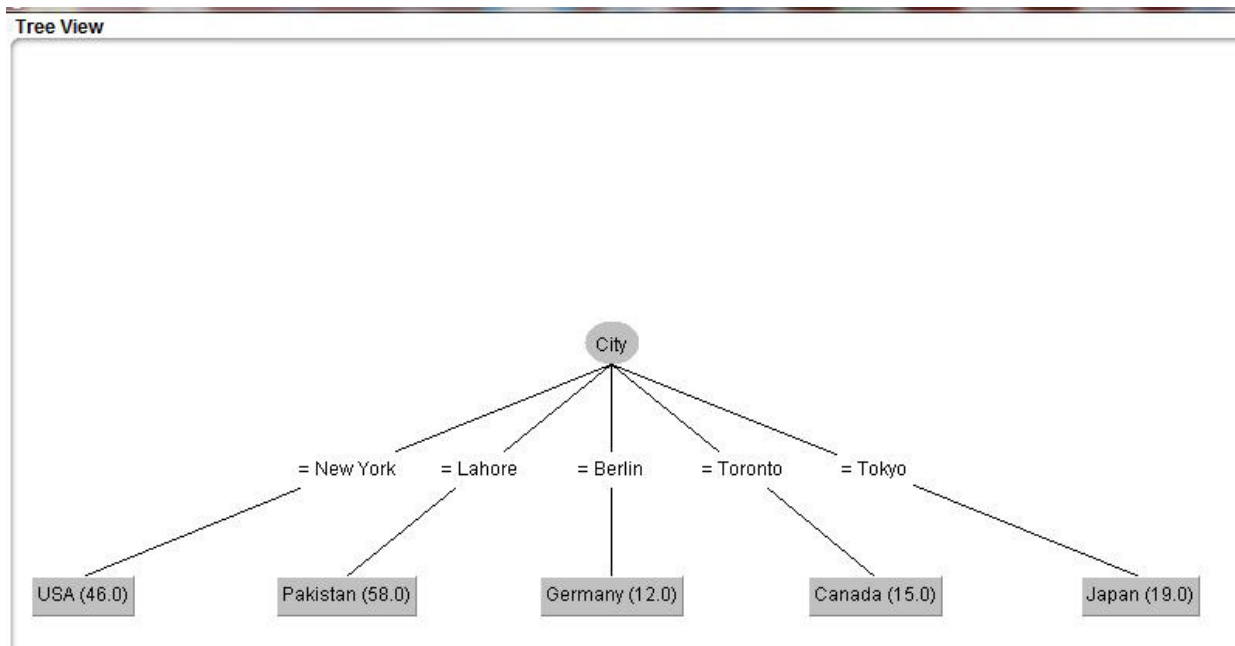 Tree View
City
= New York = Lahore = Berlin = Toronto = Tokyo
USA (46.0) Pakistan (58.0) Germany (12.0) Canada (15.0) Japan (19.0)